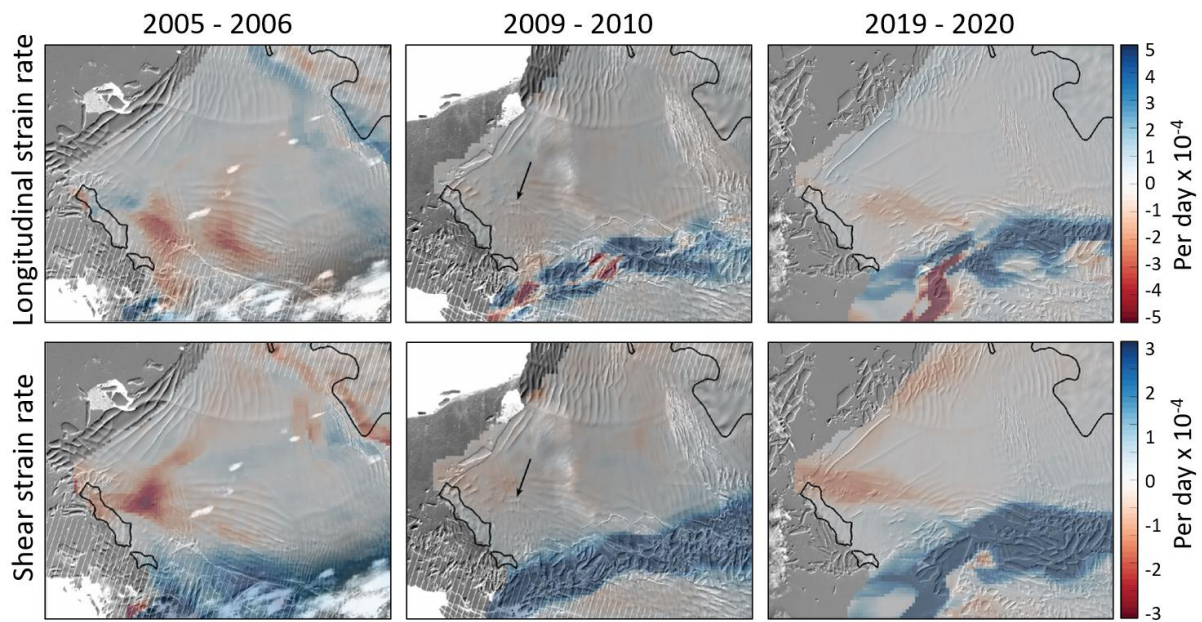 2005 - 2006
2009 - 2010
2019 - 2020
Longitudinal strain rate
5
4
3
2
1
0
-1
-2
-3
-4
-5
Per day x 10⁻⁴
Shear strain rate
3
2
1
0
-1
-2
-3
Per day x 10⁻⁴